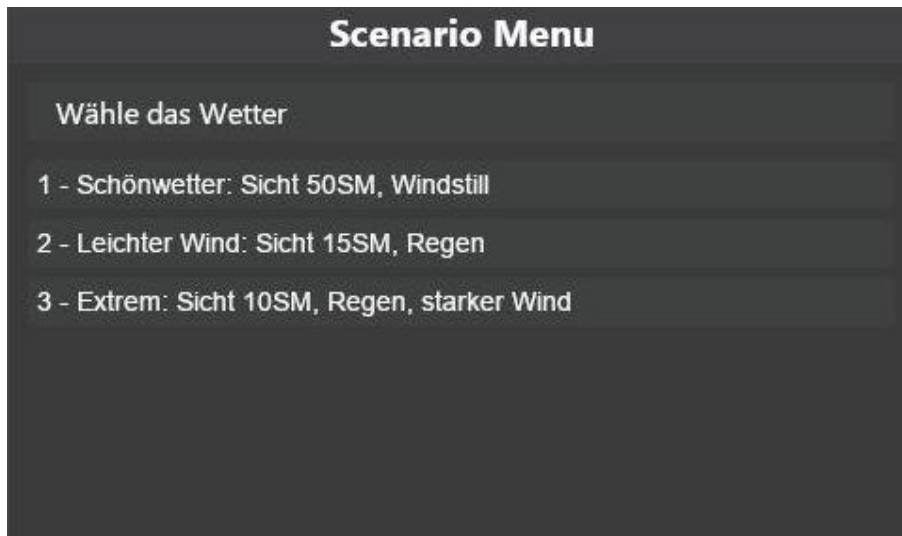 Scenario Menu
Wähle das Wetter
1 - Schönwetter: Sicht 50SM, Windstill
2 - Leichter Wind: Sicht 15SM, Regen
3 - Extrem: Sicht 10SM, Regen, starker Wind